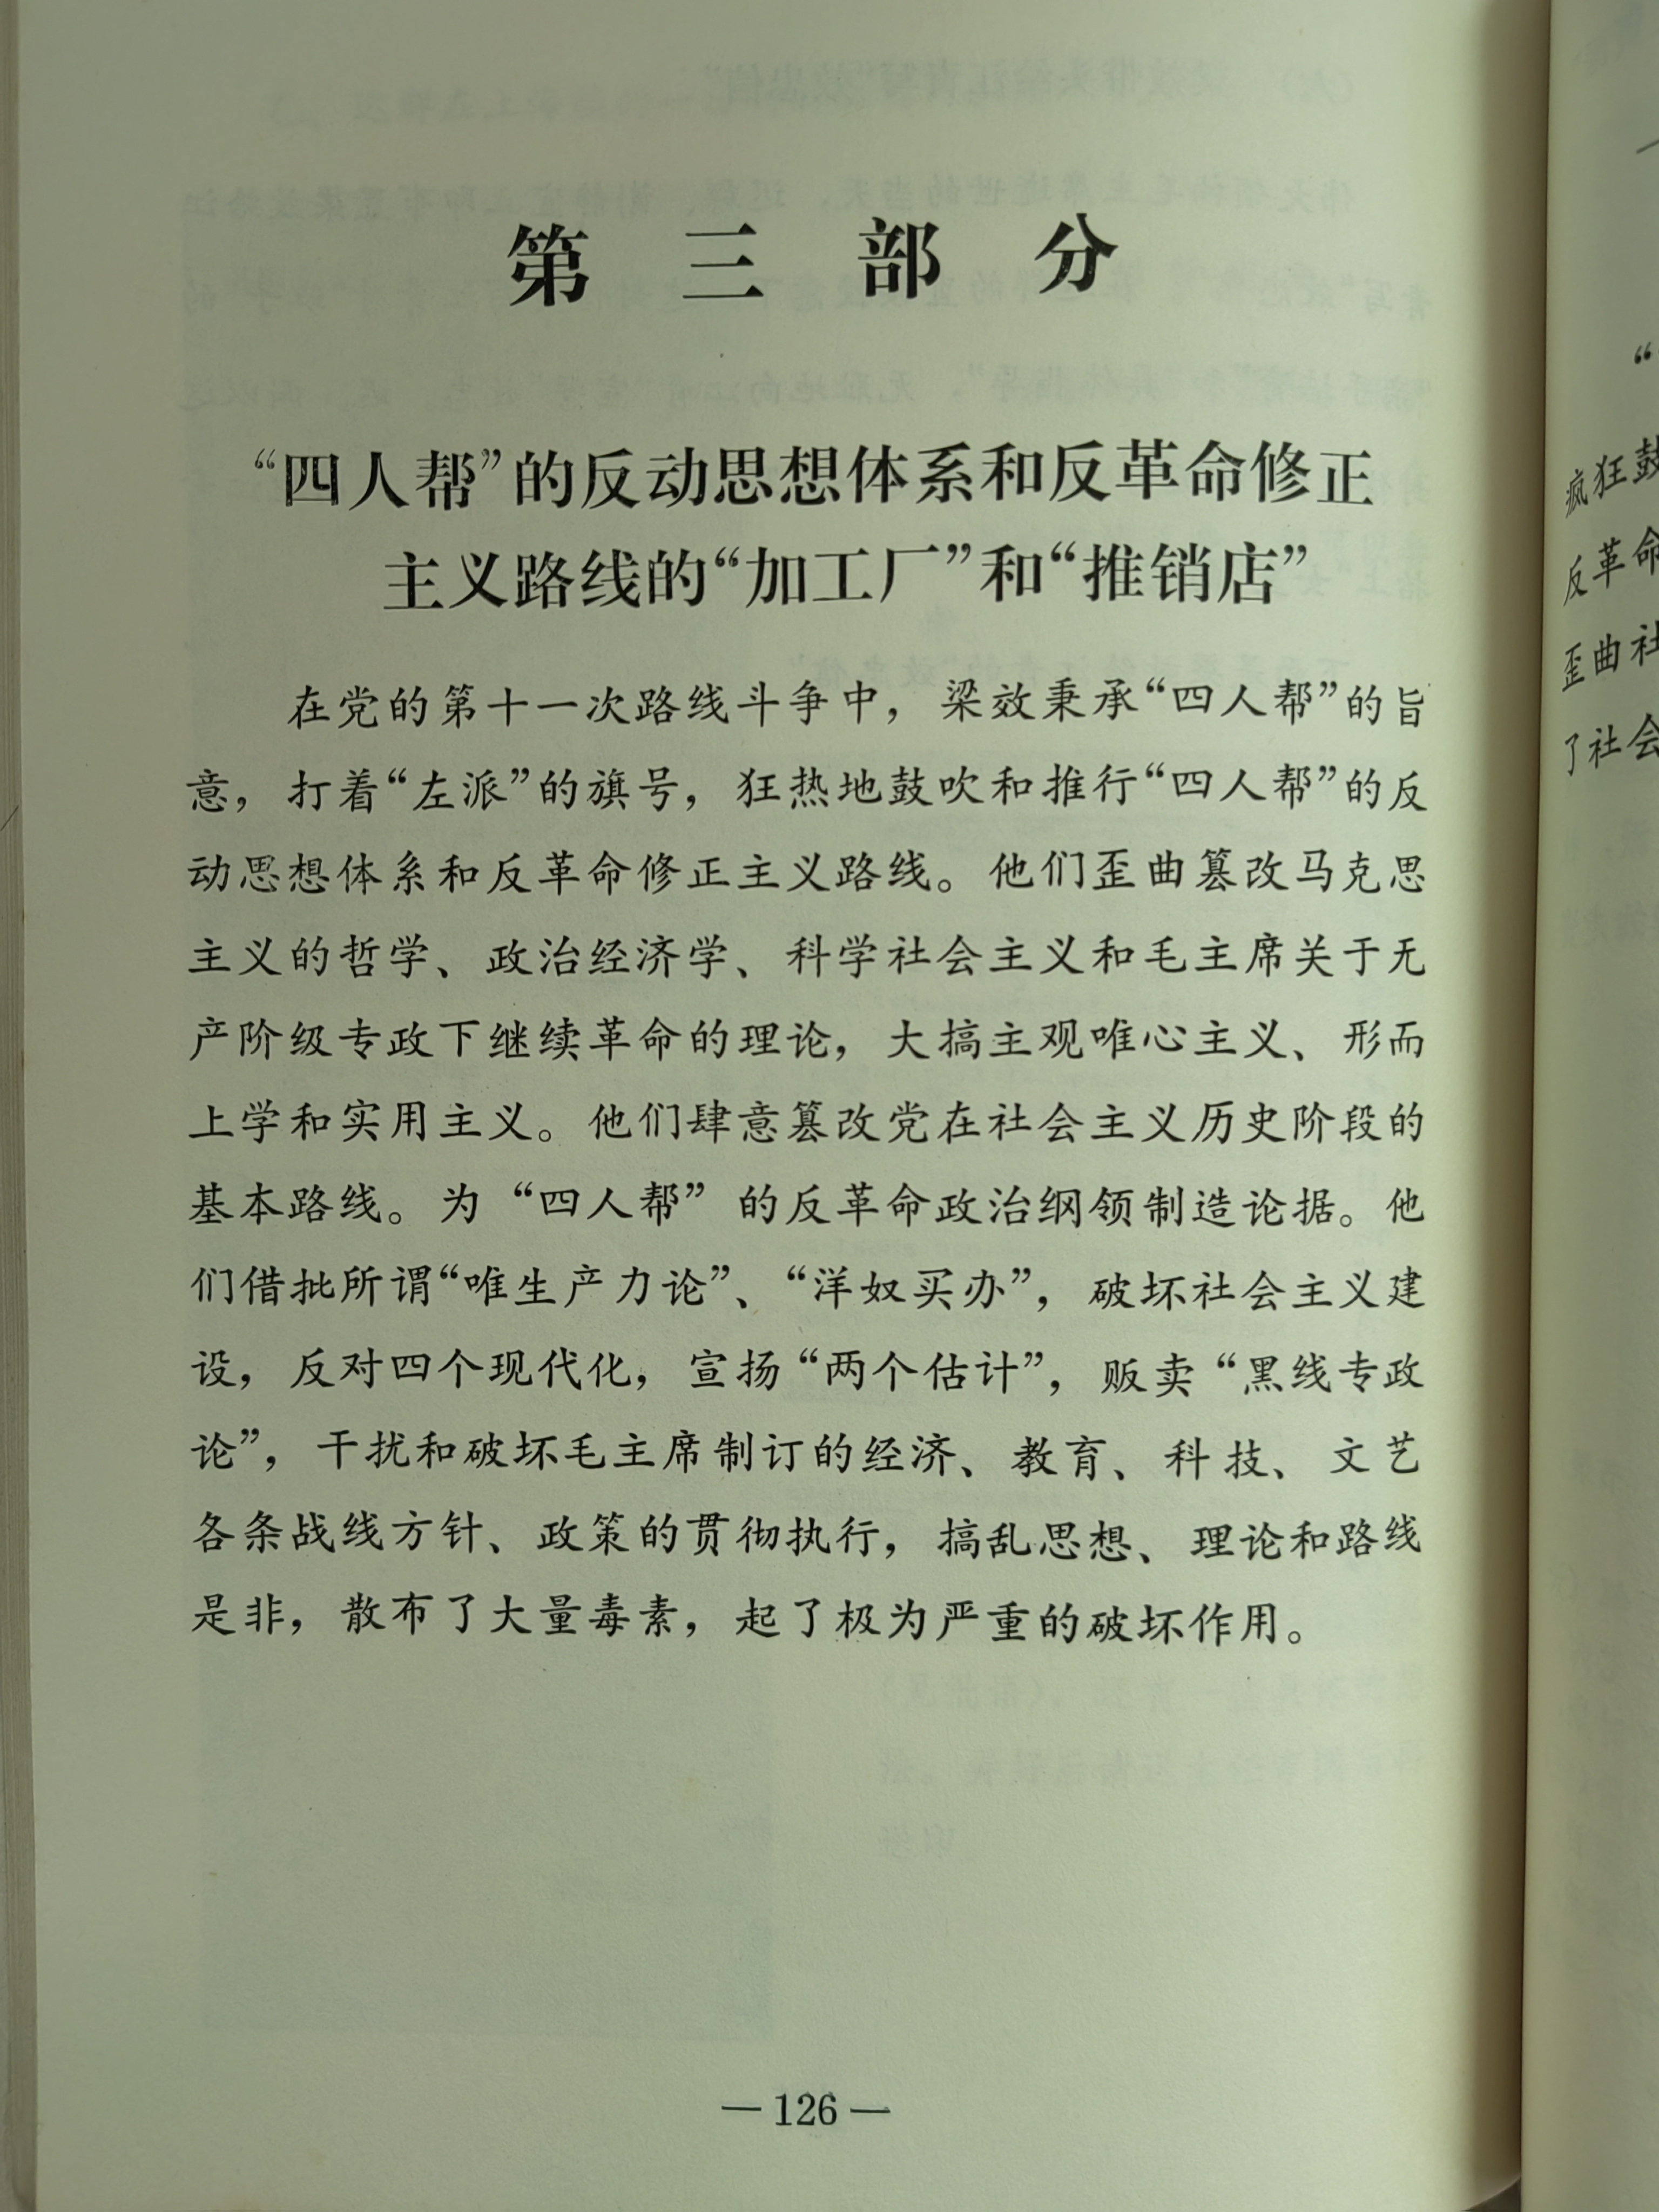 第三部分
“四人帮”的反动思想体系和反革命修正
主义路线的“加工厂”和“推销店”
在党的第十一次路线斗争中，梁效秉承“四人帮”的旨
意，打着“左派”的旗号，狂热地鼓吹和推行“四人帮”的反
动思想体系和反革命修正主义路线。他们歪曲篡改马克思
主义的哲学、政治经济学、科学社会主义和毛主席关于无
产阶级专政下继续革命的理论，大搞主观唯心主义、形而
上学和实用主义。他们肆意篡改党在社会主义历史阶段的
基本路线。为“四人帮”的反革命政治纲领制造论据。他
们借批所谓“唯生产力论”、“洋奴买办”，破坏社会主义建
设，反对四个现代化，宣扬“两个估计”，贩卖“黑线专政
论”，干扰和破坏毛主席制订的经济、教育、科技、文艺
各条战线方针、政策的贯彻执行，搞乱思想、理论和路线
是非，散布了大量毒素，起了极为严重的破坏作用。
—126—
疯狂鼓
反革命
歪曲社
了社会